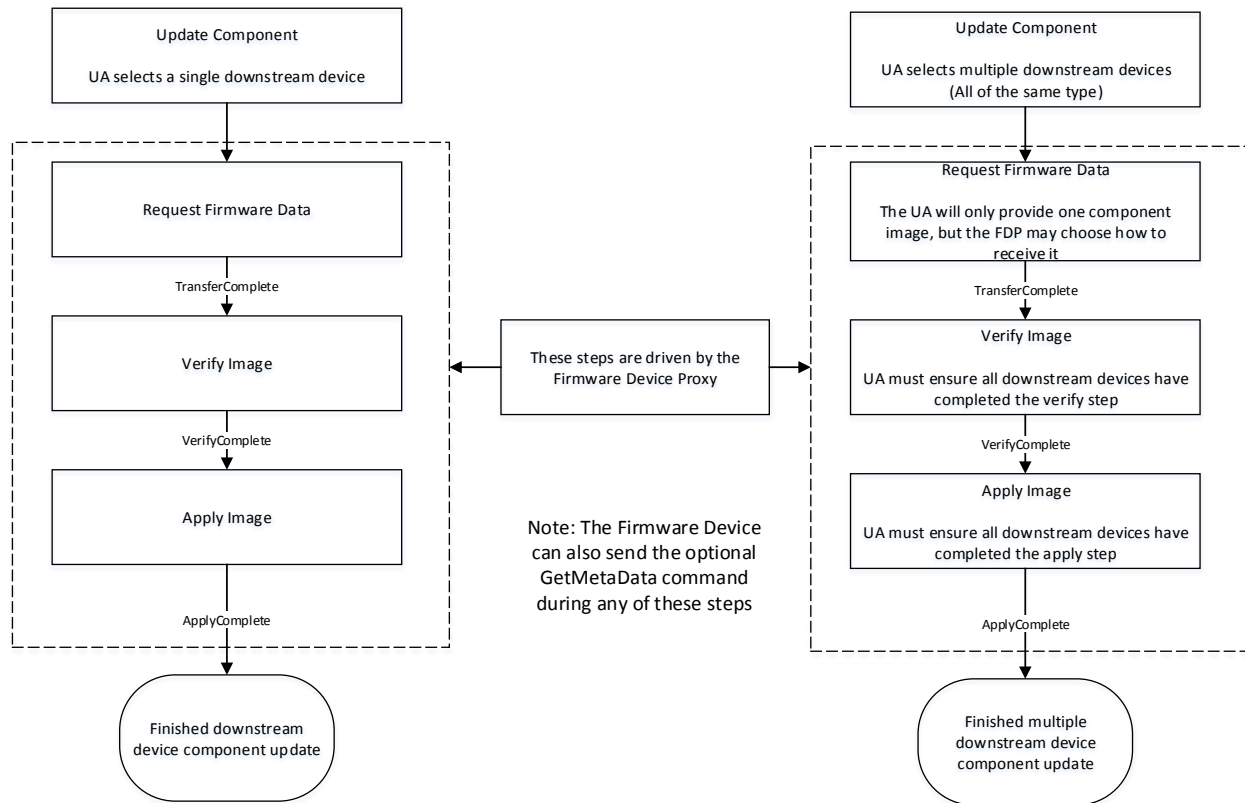 Update Component
UA selects a single downstream device
Request Firmware Data
TransferComplete
Verify Image
VerifyComplete
Apply Image
ApplyComplete
Finished downstream
device component update
These steps are driven by the
Firmware Device Proxy
Note: The Firmware Device
can also send the optional
GetMetaData command
during any of these steps
Update Component
UA selects multiple downstream devices
(All of the same type)
Request Firmware Data
The UA will only provide one component
image, but the FDP may choose how to
receive it
TransferComplete
Verify Image
UA must ensure all downstream devices have
completed the verify step
VerifyComplete
Apply Image
UA must ensure all downstream devices have
completed the apply step
ApplyComplete
Finished multiple
downstream device
component update